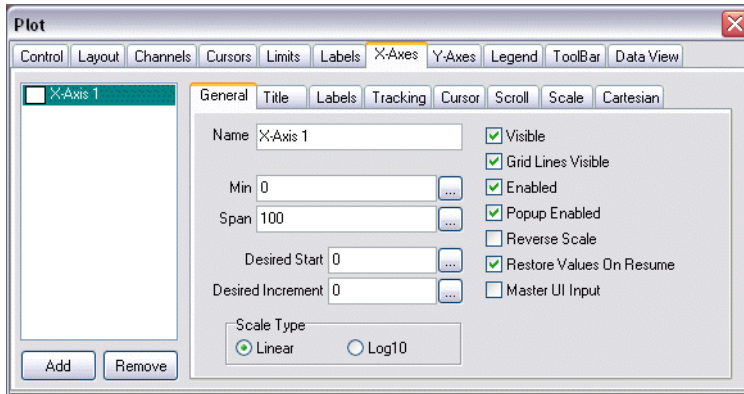 Plot
Control Layout Channels Cursors Limits Labels X-Axes Y-Axes Legend ToolBar Data View
X-Axis 1
General Title Labels Tracking Cursor Scroll Scale Cartesian
Name X-Axis 1
Visible
Grid Lines Visible
Min 0 ...
Enabled
Span 100 ...
Popup Enabled
Reverse Scale
Desired Start 0 ...
Restore Values On Resume
Desired Increment 0 ...
Master UI Input
Scale Type
Linear Log10
Add Remove